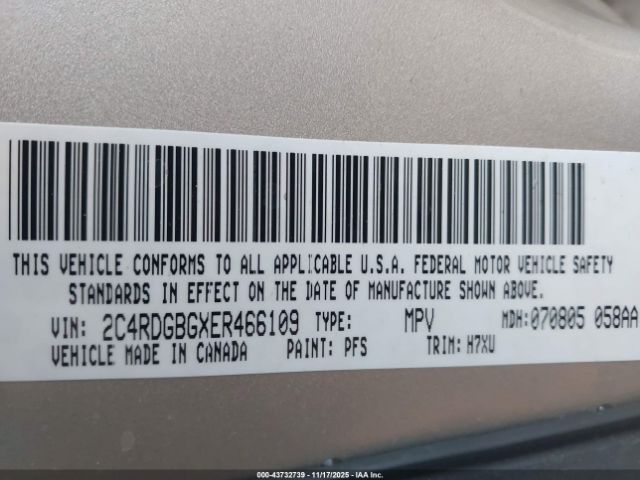 THIS VEHICLE CONFORMS TO ALL APPLICABLE U.S.A. FEDERAL MOTOR VEHICLE SAFETY
STANDARDS IN EFFECT ON THE DATE OF MANUFACTURE SHOWN ABOVE.
VIN: 2C4RDGBGXER466109 TYPE: MPV MDH:070805 058AA
VEHICLE MADE IN CANADA PAINT: PFS TRIM: H7XU
000-43732739 - 11/17/2025 - IAA Inc.